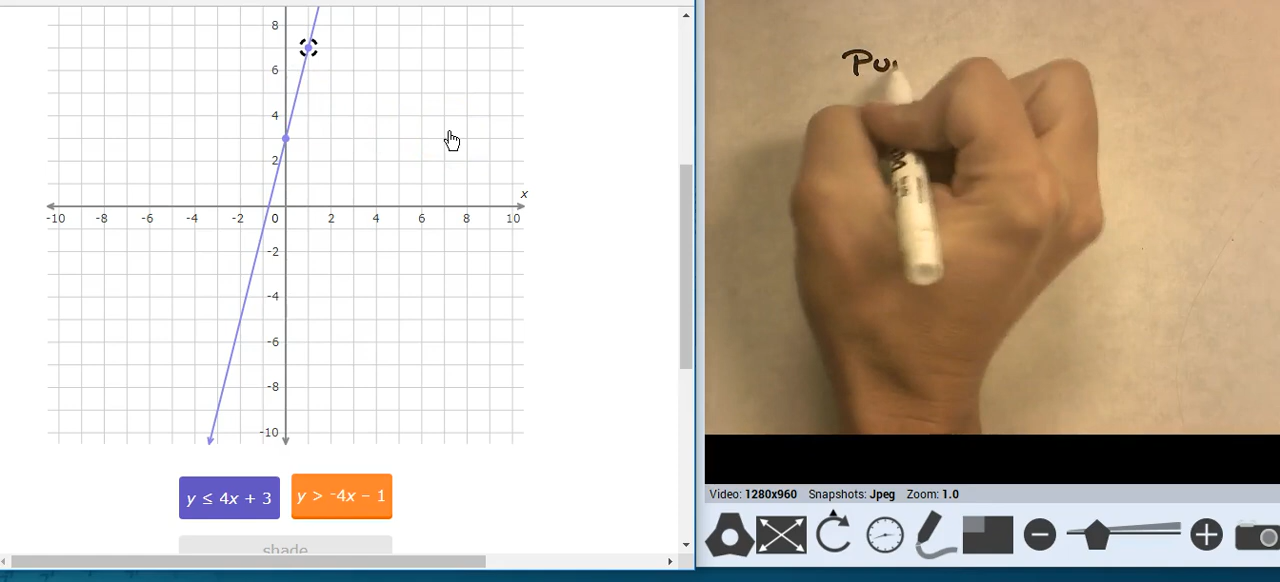 8
6
4
2
x
-10 -8 -6 -4 -2 0 2 4 6 8 10
-2
-4
-6
-8
-10
y ≤ 4x + 3 y > -4x − 1
shade
Pu
Video: 1280x960 Snapshots: Jpeg Zoom: 1.0